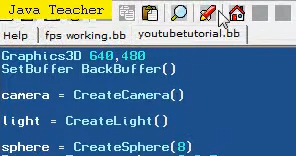 Java Teacher
Help fps working.bb youtubetutorial.bb
Graphics3D 640,480
SetBuffer BackBuffer()
camera = CreateCamera()
light = CreateLight()
sphere = CreateSphere(8)